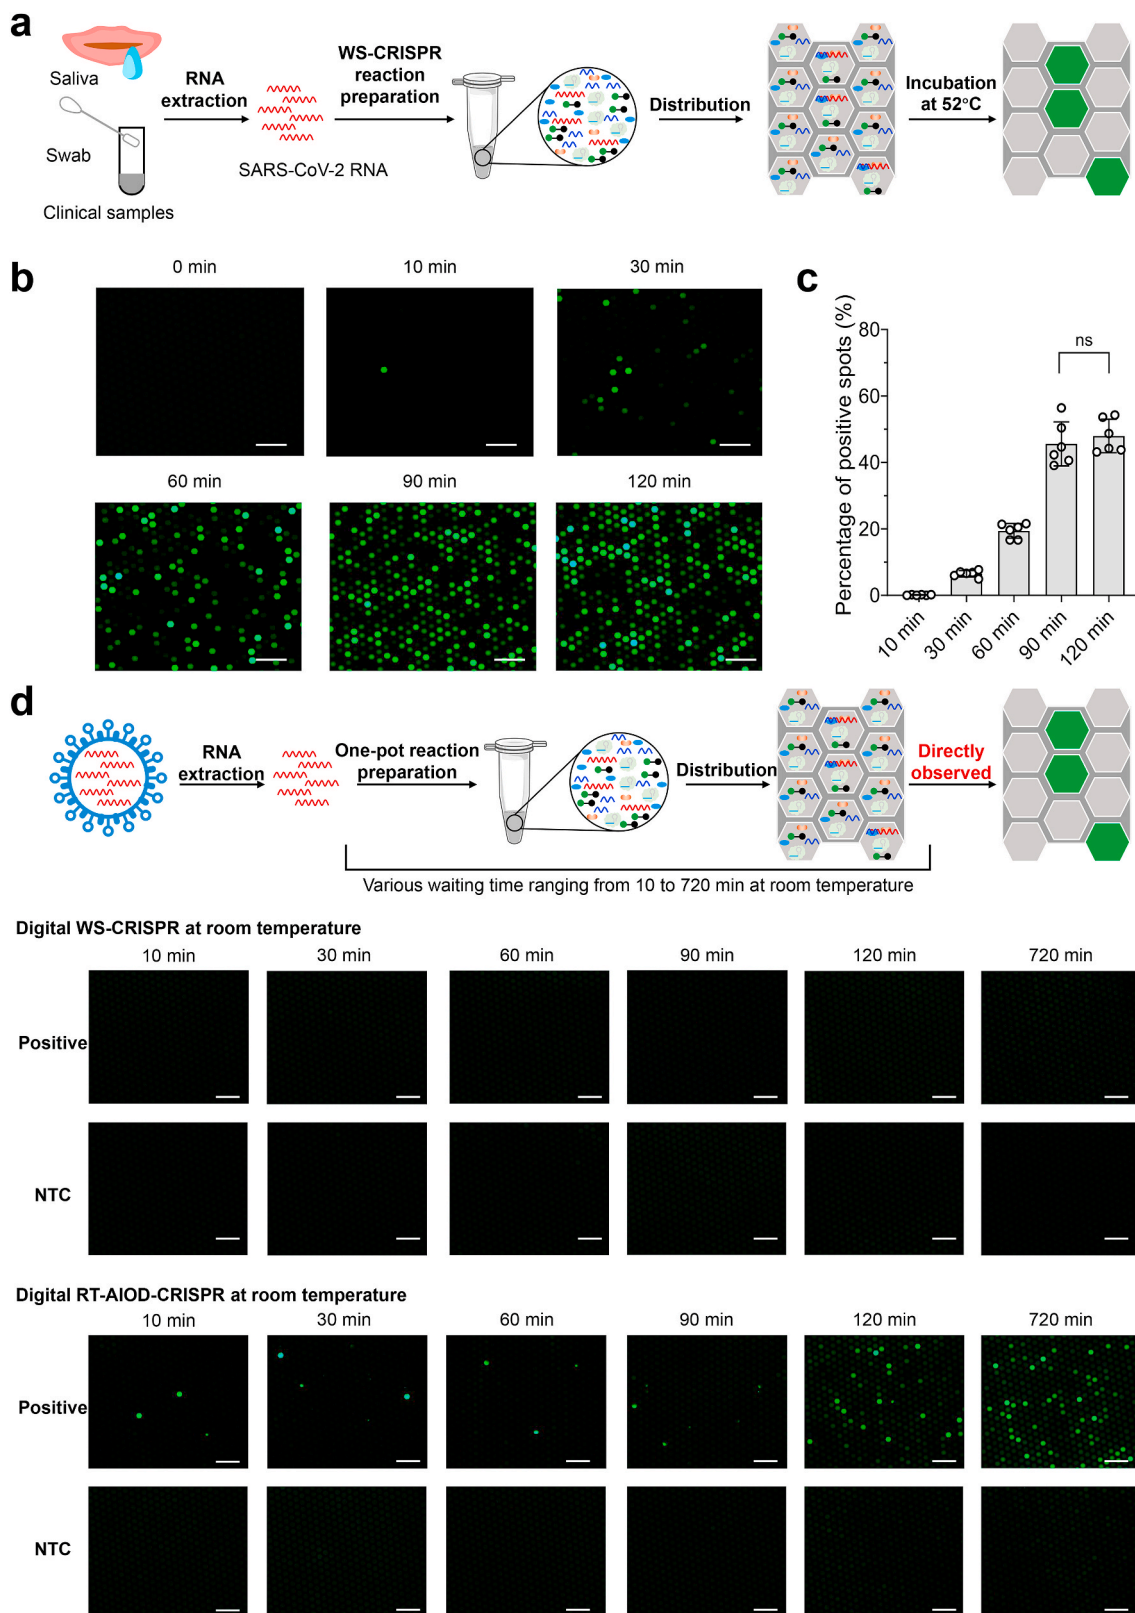 a
Saliva
Swab
Clinical samples
RNA
extraction
SARS-CoV-2 RNA
WS-CRISPR
reaction
preparation
Distribution
Incubation
at 52°C
b
0 min
10 min
30 min
60 min
90 min
120 min
c
Percentage of positive spots (%)
80
60
40
20
0
ns
10 min
30 min
60 min
90 min
120 min
d
RNA
extraction
One-pot reaction
preparation
Distribution
Directly
observed
Various waiting time ranging from 10 to 720 min at room temperature
Digital WS-CRISPR at room temperature
10 min
30 min
60 min
90 min
120 min
720 min
Positive
NTC
Digital RT-AIOD-CRISPR at room temperature
10 min
30 min
60 min
90 min
120 min
720 min
Positive
NTC